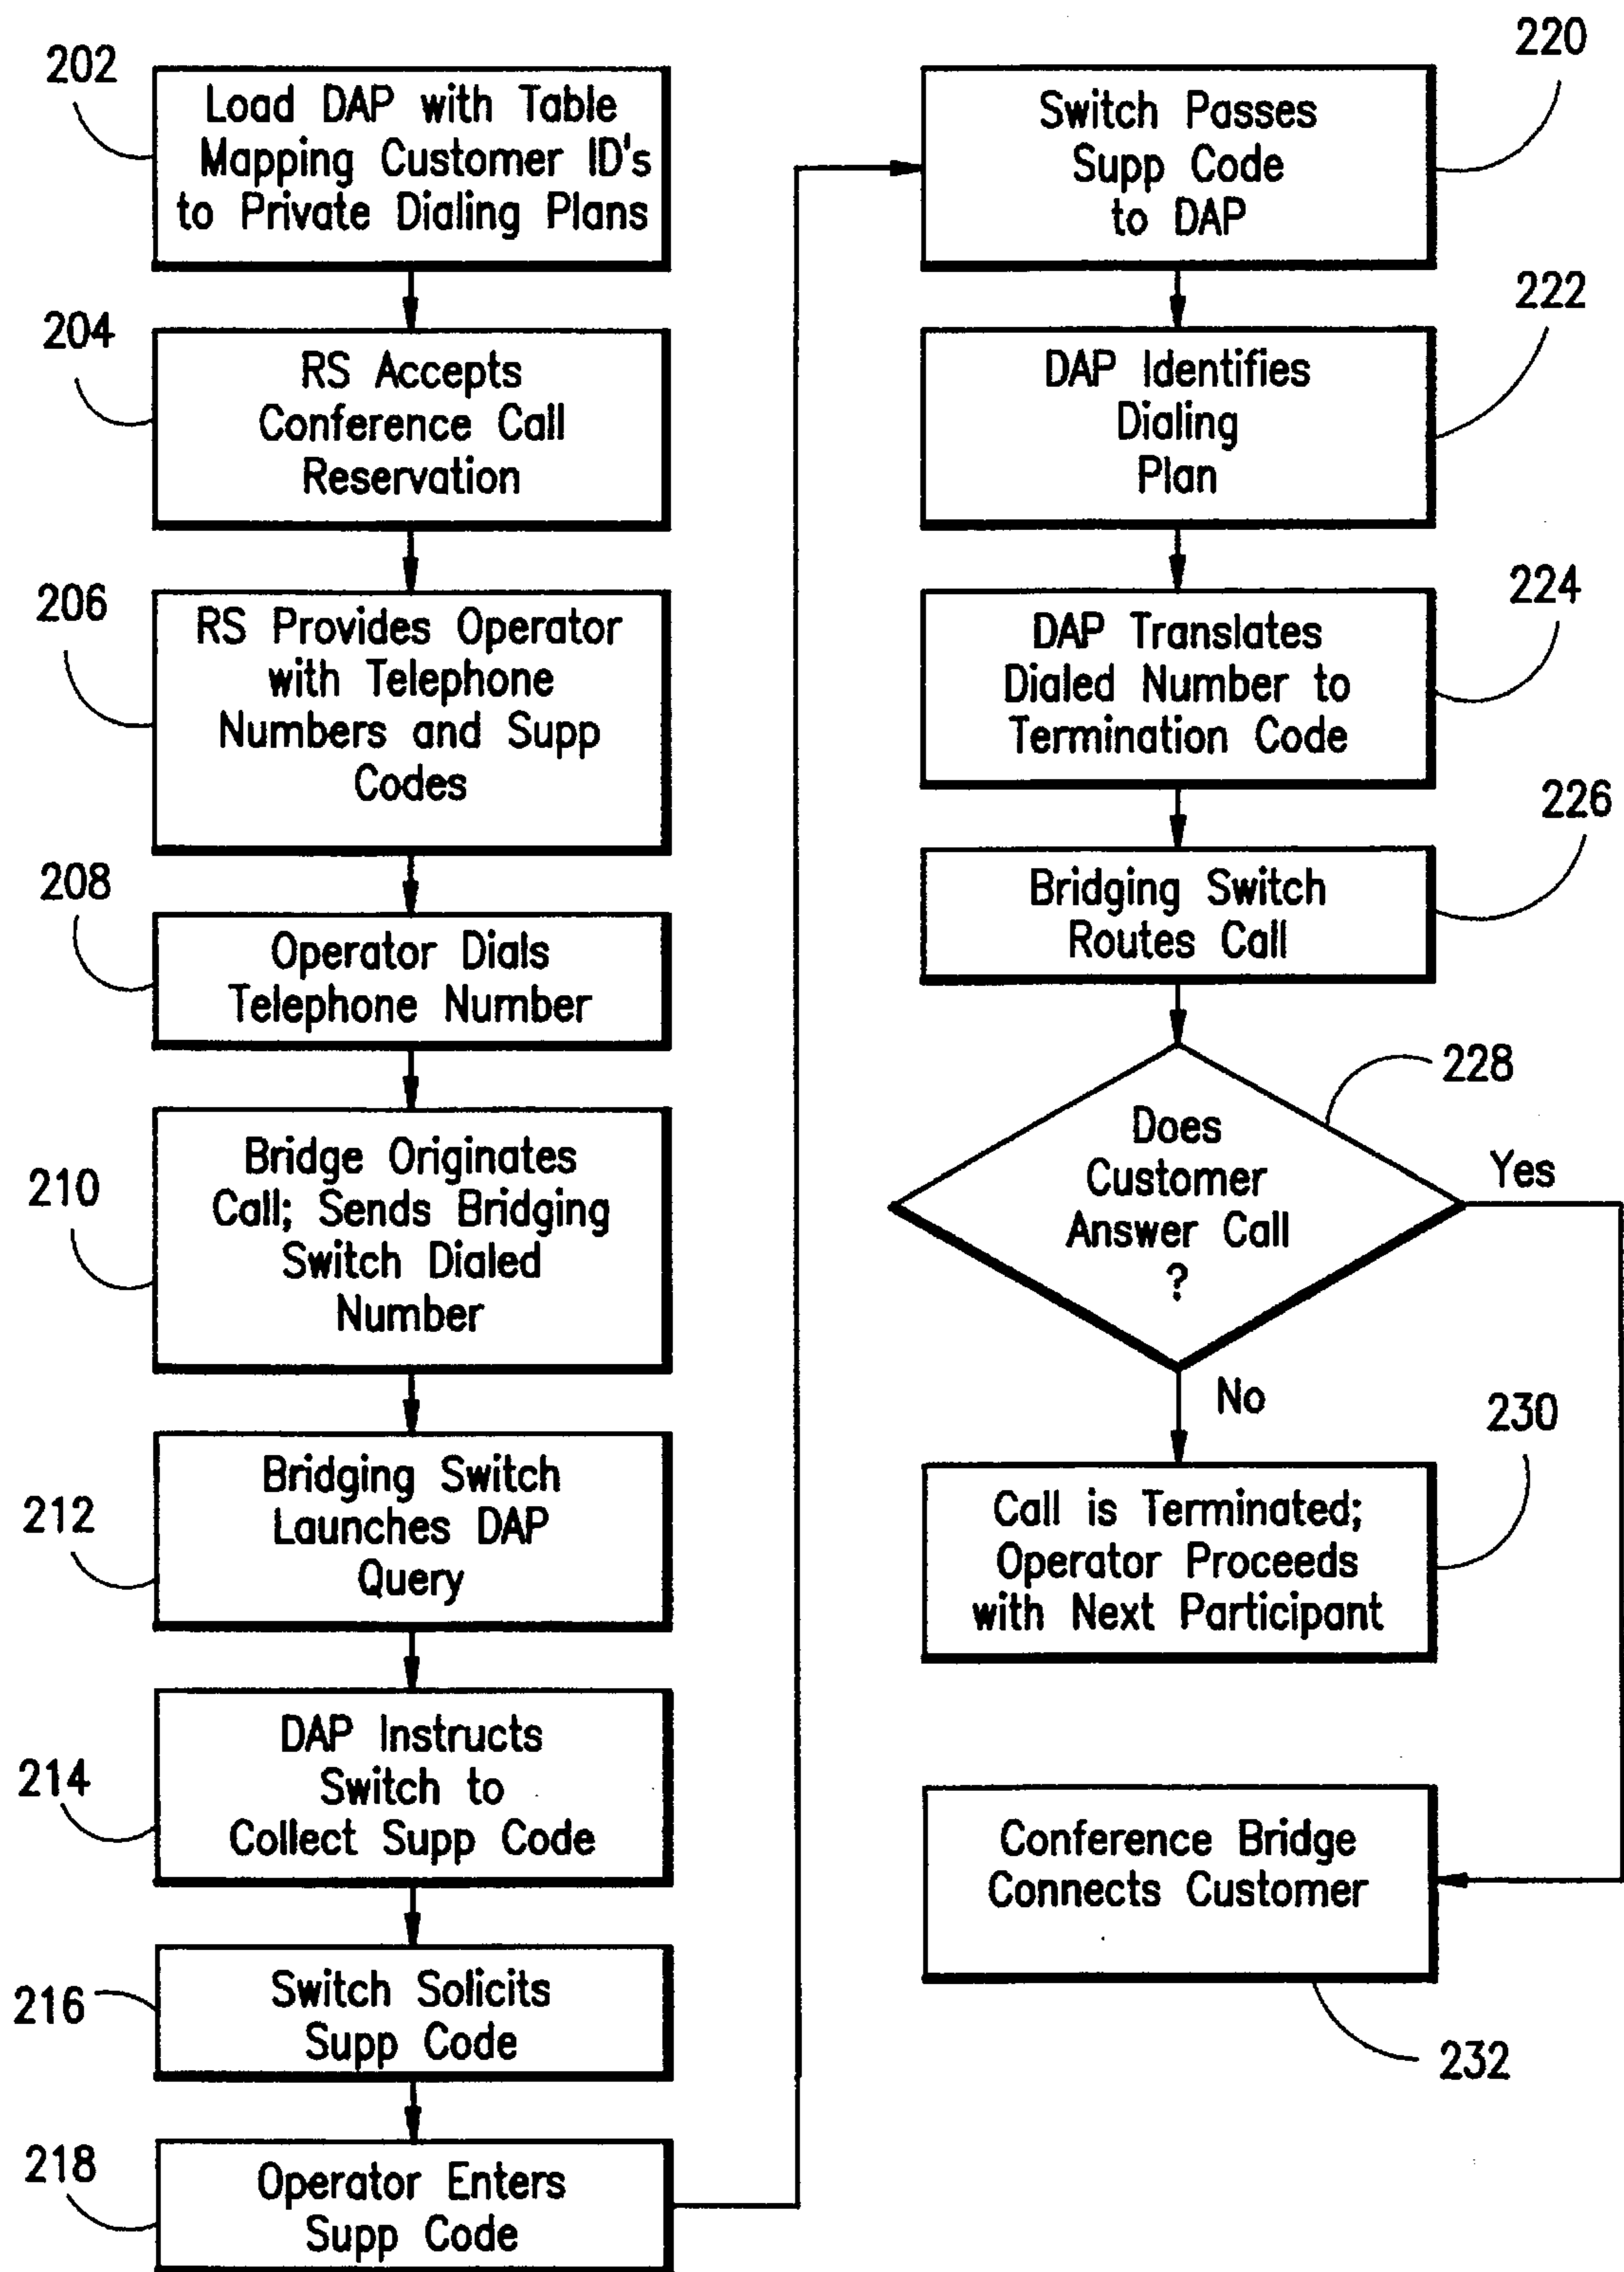 202
Load DAP with Table
Mapping Customer ID's
to Private Dialing Plans
204
RS Accepts
Conference Call
Reservation
206
RS Provides Operator
with Telephone
Numbers and Supp
Codes
208
Operator Dials
Telephone Number
210
Bridge Originates
Call; Sends Bridging
Switch Dialed
Number
212
Bridging Switch
Launches DAP
Query
214
DAP Instructs
Switch to
Collect Supp Code
216
Switch Solicits
Supp Code
218
Operator Enters
Supp Code
220
Switch Passes
Supp Code
to DAP
222
DAP Identifies
Dialing
Plan
224
DAP Translates
Dialed Number to
Termination Code
226
Bridging Switch
Routes Call
228
Does
Customer
Answer Call
?
Yes
No
230
Call is Terminated;
Operator Proceeds
with Next Participant
Conference Bridge
Connects Customer
232